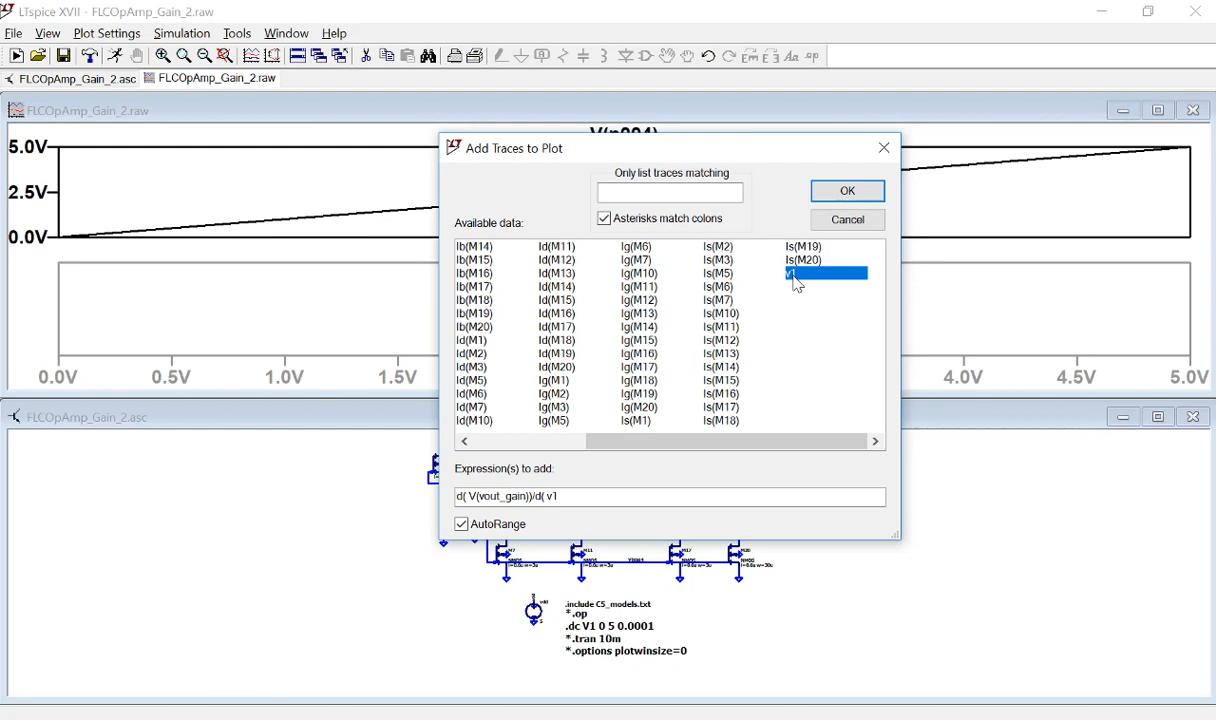 LTspice XVII - FLCOpAmp_Gain_2.raw
File View Plot Settings Simulation Tools Window Help
FLCOpAmp_Gain_2.asc FLCOpAmp_Gain_2.raw
FLCOpAmp_Gain_2.raw
V(n004)
5.0V
2.5V
0.0V
0.0V 0.5V 1.0V 1.5V 4.0V 4.5V 5.0V
Add Traces to Plot
Only list traces matching
OK
Asterisks match colons
Cancel
Available data:
Ib(M14) Id(M11) Ig(M6) Is(M2) Is(M19)
Ib(M15) Id(M12) Ig(M7) Is(M3) Is(M20)
Ib(M16) Id(M13) Ig(M10) Is(M5) v1
Ib(M17) Id(M14) Ig(M11) Is(M6)
Ib(M18) Id(M15) Ig(M12) Is(M7)
Ib(M19) Id(M16) Ig(M13) Is(M10)
Ib(M20) Id(M17) Ig(M14) Is(M11)
Id(M1) Id(M18) Ig(M15) Is(M12)
Id(M2) Id(M19) Ig(M16) Is(M13)
Id(M3) Id(M20) Ig(M17) Is(M14)
Id(M5) Ig(M1) Ig(M18) Is(M15)
Id(M6) Ig(M2) Ig(M19) Is(M16)
Id(M7) Ig(M3) Ig(M20) Is(M17)
Id(M10) Ig(M5) Is(M1) Is(M18)
Expression(s) to add:
d( V(vout_gain))/d( v1
AutoRange
FLCOpAmp_Gain_2.asc
M7 M11 M17 M20
.include C5_models.txt
*.op
.dc V1 0 5 0.0001
*.tran 10m
*.options plotwinsize=0